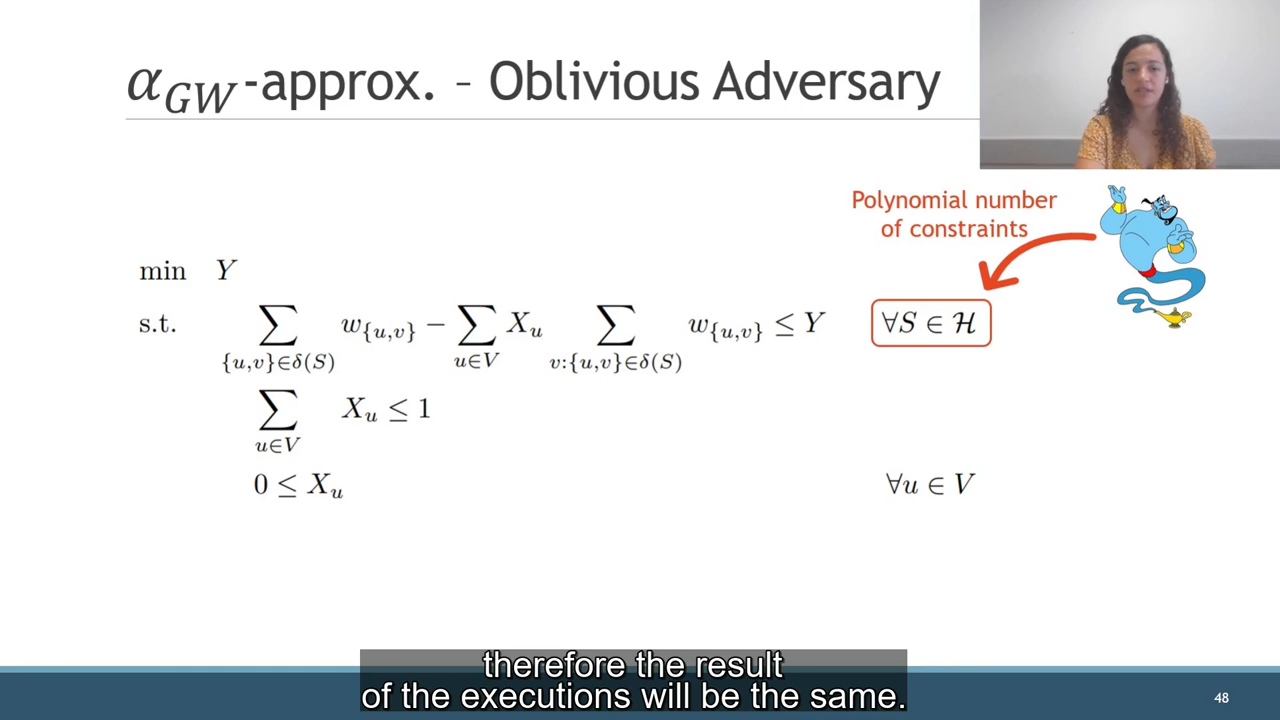 α_GW-approx. – Oblivious Adversary
Polynomial number
of constraints
min Y
s.t. ∑_{{u,v}∈δ(S)} w_{{u,v}} − ∑_{u∈V} X_u ∑_{v:{u,v}∈δ(S)} w_{{u,v}} ≤ Y ∀S ∈ ℋ
∑_{u∈V} X_u ≤ 1
0 ≤ X_u ∀u ∈ V
therefore the result
of the executions will be the same.
48